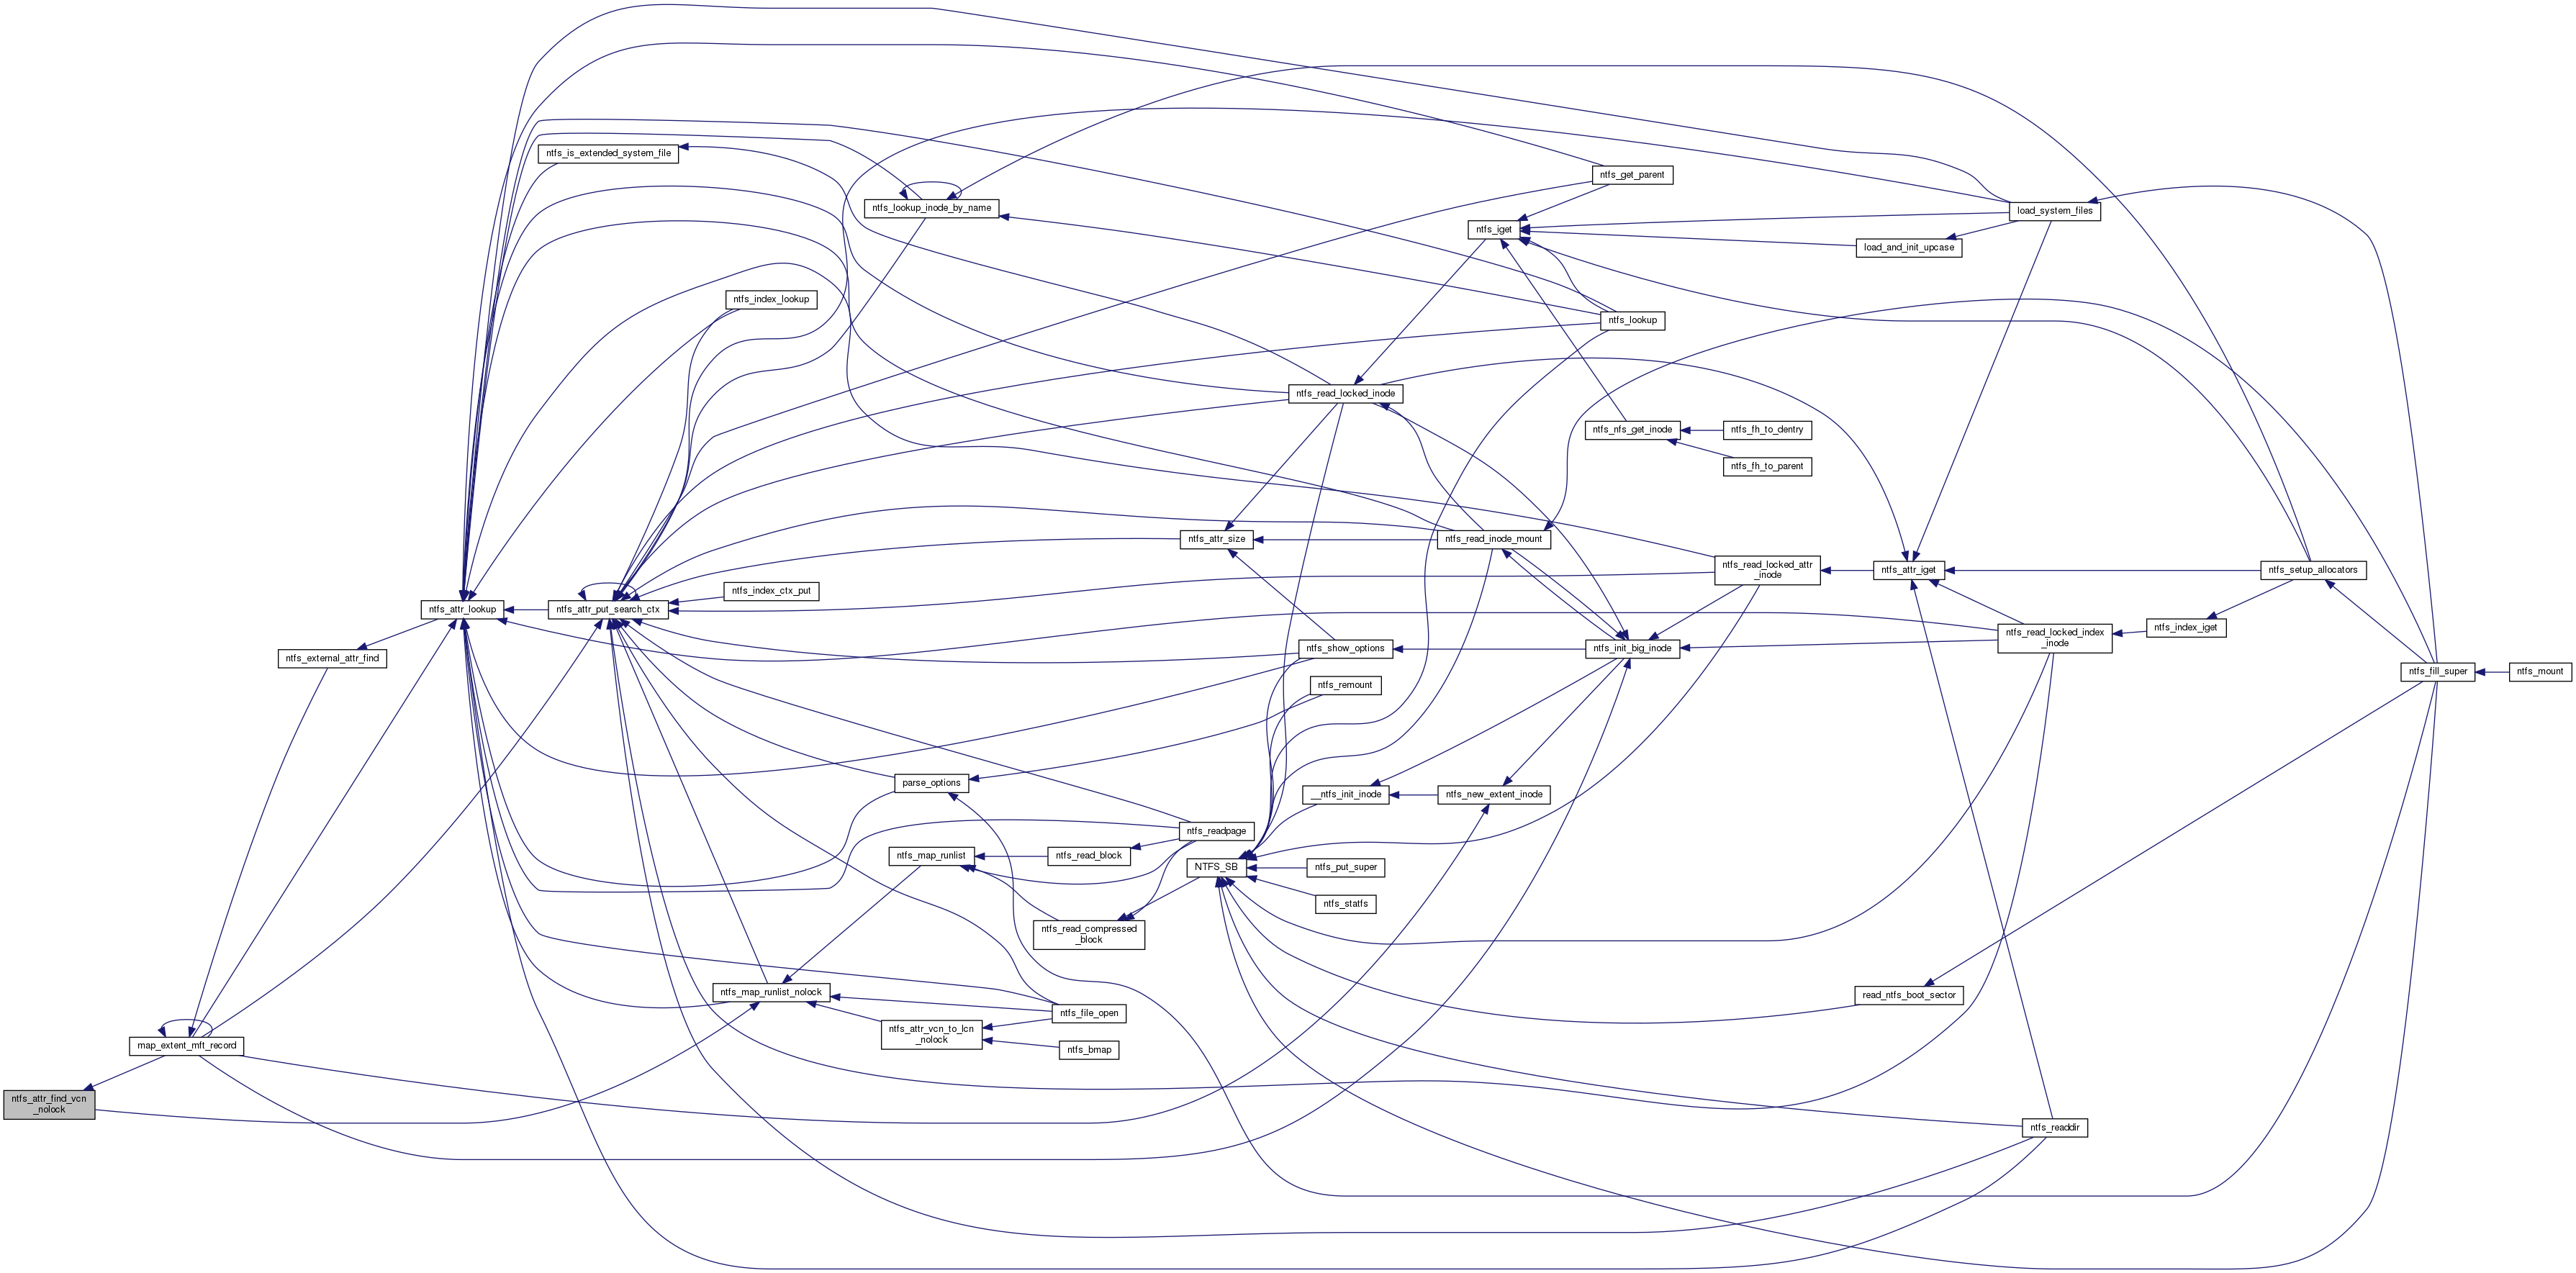 ntfs_is_extended_system_file
ntfs_get_parent
ntfs_lookup_inode_by_name
load_system_files
ntfs_iget
load_and_init_upcase
ntfs_index_lookup
ntfs_lookup
ntfs_read_locked_inode
ntfs_nfs_get_inode
ntfs_fh_to_dentry
ntfs_fh_to_parent
ntfs_attr_size
ntfs_read_inode_mount
ntfs_read_locked_attr
_inode
ntfs_attr_iget
ntfs_setup_allocators
ntfs_index_ctx_put
ntfs_attr_lookup
ntfs_attr_put_search_ctx
ntfs_index_iget
ntfs_read_locked_index
_inode
ntfs_external_attr_find
ntfs_show_options
ntfs_init_big_inode
ntfs_fill_super
ntfs_mount
ntfs_remount
parse_options
__ntfs_init_inode
ntfs_new_extent_inode
ntfs_readpage
ntfs_map_runlist
ntfs_read_block
NTFS_SB
ntfs_put_super
ntfs_statfs
ntfs_read_compressed
_block
ntfs_map_runlist_nolock
read_ntfs_boot_sector
ntfs_file_open
ntfs_attr_vcn_to_lcn
_nolock
ntfs_bmap
map_extent_mft_record
ntfs_attr_find_vcn
_nolock
ntfs_readdir